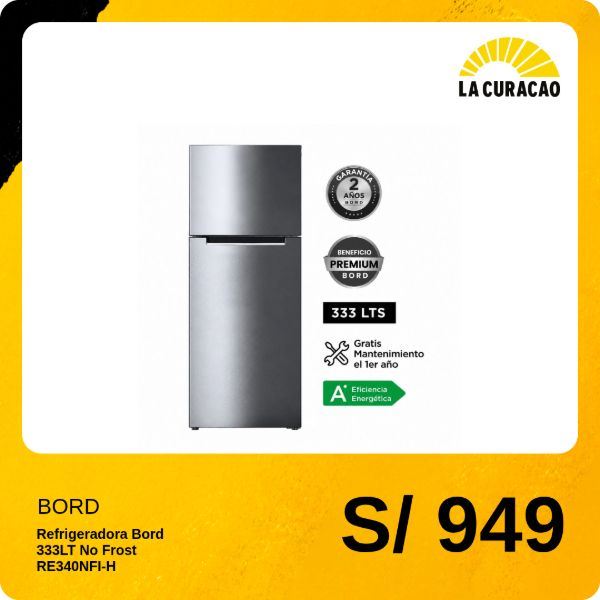 LA CURACAO
GARANTÍA
2
AÑOS
BORD
BENEFICIO
PREMIUM
BORD
333 LTS
Gratis
Mantenimiento
el 1er año
A+
Eficiencia
Energética
BORD
Refrigeradora Bord
333LT No Frost
RE340NFI-H
S/ 949